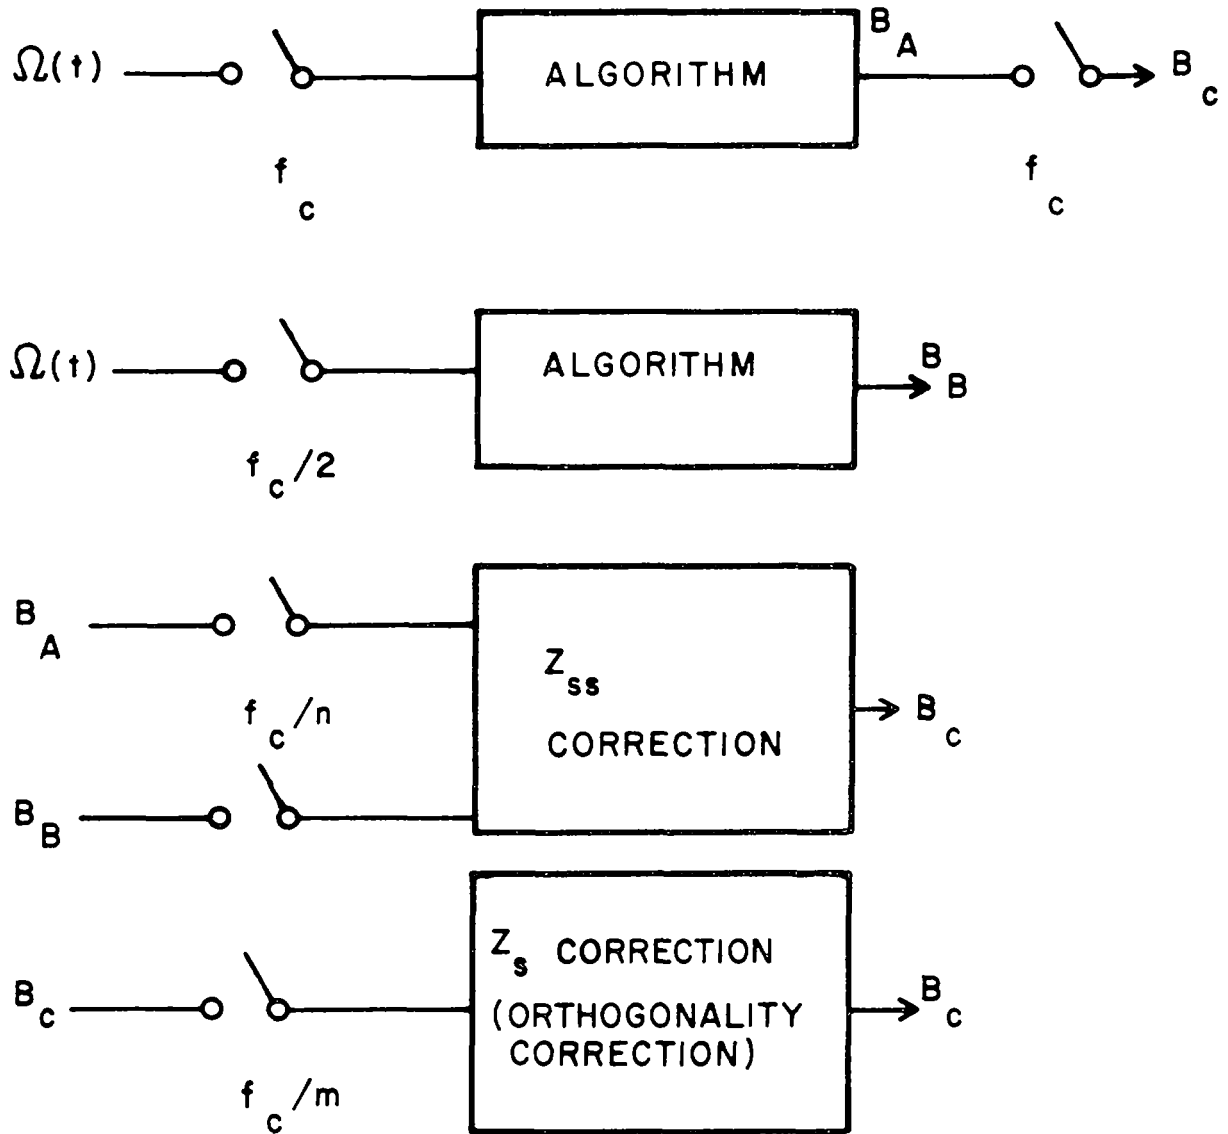 Ω(t) ALGORITHM B_A B_c
f_c f_c
Ω(t) ALGORITHM B_B
f_c/2
B_A Z_ss CORRECTION B_c
f_c/n
B_B
B_c Z_s CORRECTION (ORTHOGONALITY CORRECTION) B_c
f_c/m